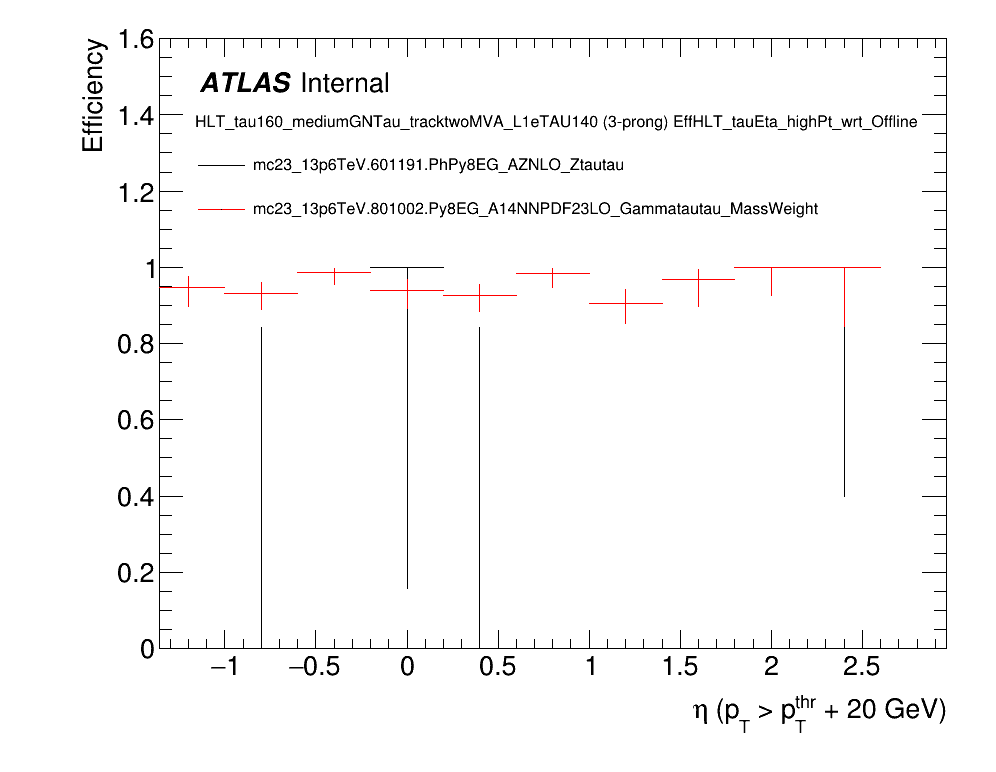 Efficiency
1.6
1.4
1.2
1
0.8
0.6
0.4
0.2
0
ATLAS Internal
HLT_tau160_mediumGNTau_tracktwoMVA_L1eTAU140 (3-prong) EffHLT_tauEta_highPt_wrt_Offline
mc23_13p6TeV.601191.PhPy8EG_AZNLO_Ztautau
mc23_13p6TeV.801002.Py8EG_A14NNPDF23LO_Gammatautau_MassWeight
−1 −0.5 0 0.5 1 1.5 2 2.5
η (p_T > p_T^thr + 20 GeV)